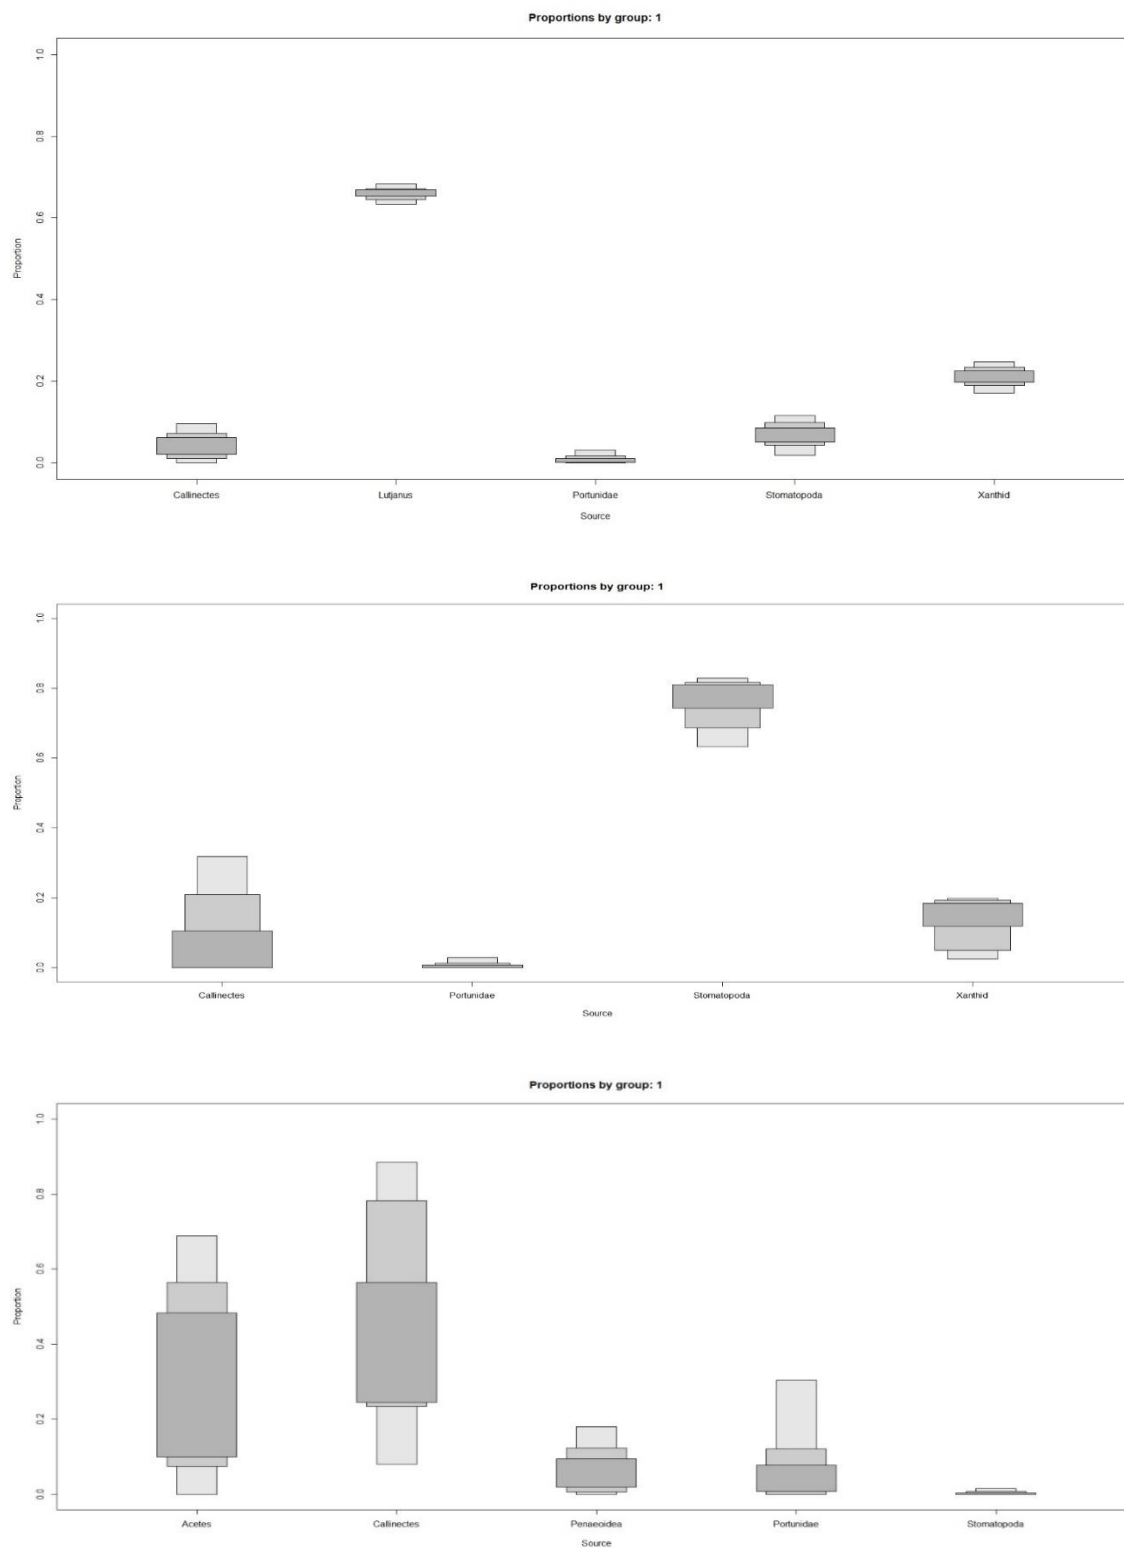 Proportions by group: 1
1.0
0.8
0.6
0.4
0.2
0.0
Proportion
Callinectes Lutjanus Portunidae Stomatopoda Xanthid
Source
Proportions by group: 1
1.0
0.8
0.6
0.4
0.2
0.0
Proportion
Callinectes Portunidae Stomatopoda Xanthid
Source
Proportions by group: 1
1.0
0.8
0.6
0.4
0.2
0.0
Proportion
Acetes Callinectes Penaeoidea Portunidae Stomatopoda
Source